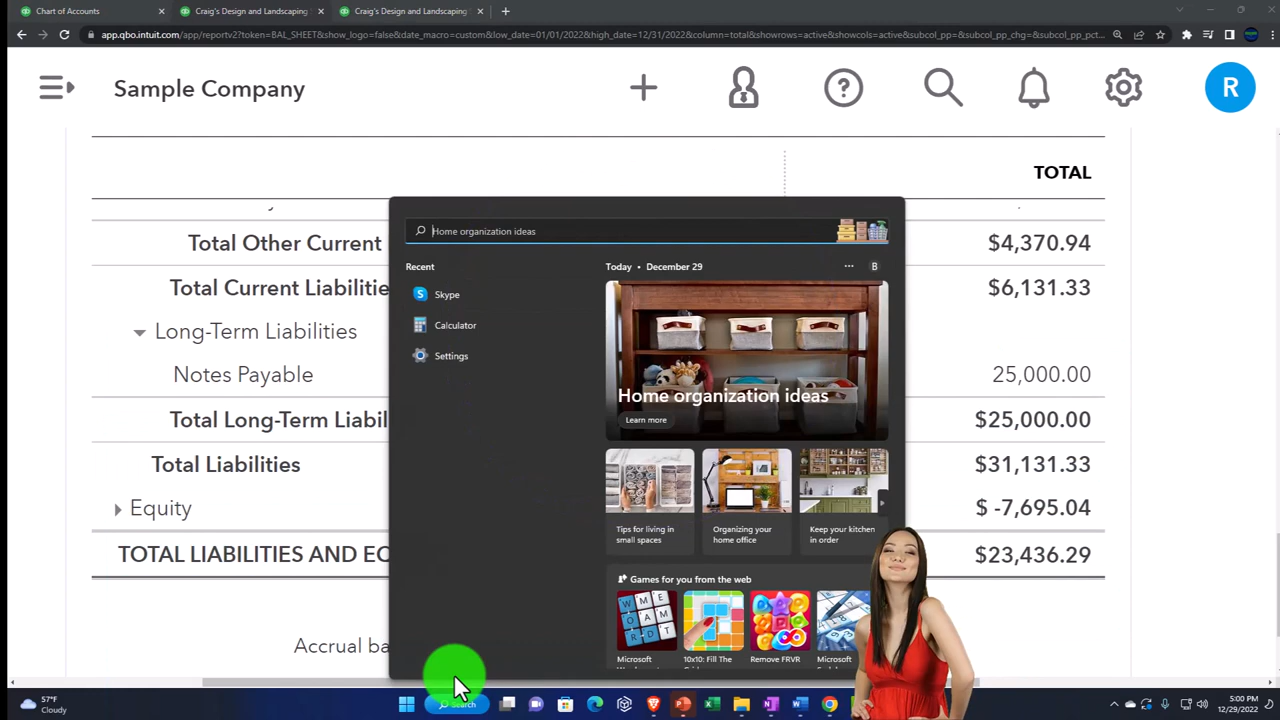 Chart of Accounts
Craig's Design and Landscaping
Craig's Design and Landscaping
app.qbo.intuit.com/app/reportv2?token=BAL_SHEET&show_logo=false&date_macro=custom&low_date=01/01/2022&high_date=12/31/2022&column=total&showrows=active&showcols=active&subcol_pp=&subcol_pp_chg=&subcol_pp_pct...
Sample Company
R
TOTAL
Total Other Current $4,370.94
Total Current Liabilitie $6,131.33
Long-Term Liabilities
Notes Payable 25,000.00
Total Long-Term Liabil $25,000.00
Total Liabilities $31,131.33
Equity $ -7,695.04
TOTAL LIABILITIES AND EQ $23,436.29
Accrual ba
Home organization ideas
Recent
Skype
Calculator
Settings
Today • December 29
B
Home organization ideas
Learn more
Tips for living in
small spaces
Organizing your
home office
Keep your kitchen
in order
Games for you from the web
Microsoft
10x10: Fill The
Remove FRVR
Microsoft
57°F
Cloudy
Search
5:00 PM
12/29/2022